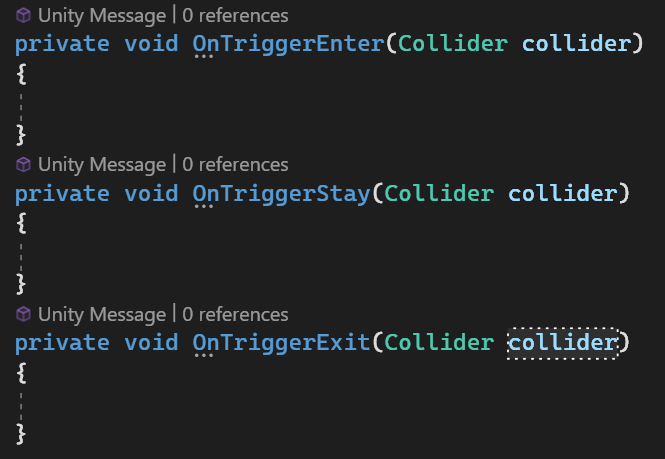 Unity Message | 0 references
private void OnTriggerEnter(Collider collider)
{
}
Unity Message | 0 references
private void OnTriggerStay(Collider collider)
{
}
Unity Message | 0 references
private void OnTriggerExit(Collider collider)
{
}